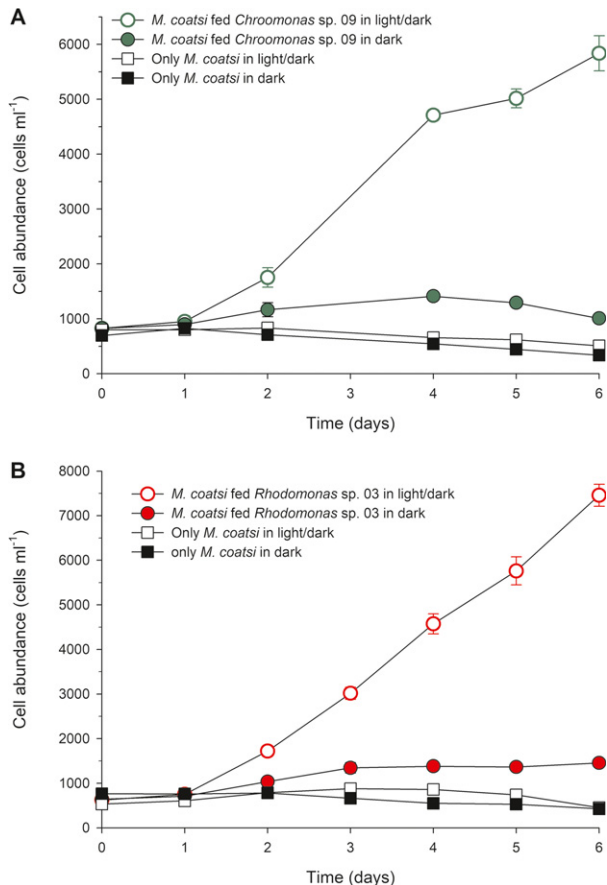 A
M. coatsi fed Chroomonas sp. 09 in light/dark
M. coatsi fed Chroomonas sp. 09 in dark
Only M. coatsi in light/dark
Only M. coatsi in dark
Cell abundance (cells ml⁻¹)
6000
5000
4000
3000
2000
1000
0
0 1 2 3 4 5 6
Time (days)
B
M. coatsi fed Rhodomonas sp. 03 in light/dark
M. coatsi fed Rhodomonas sp. 03 in dark
Only M. coatsi in light/dark
only M. coatsi in dark
Cell abundance (cells ml⁻¹)
8000
7000
6000
5000
4000
3000
2000
1000
0
0 1 2 3 4 5 6
Time (days)